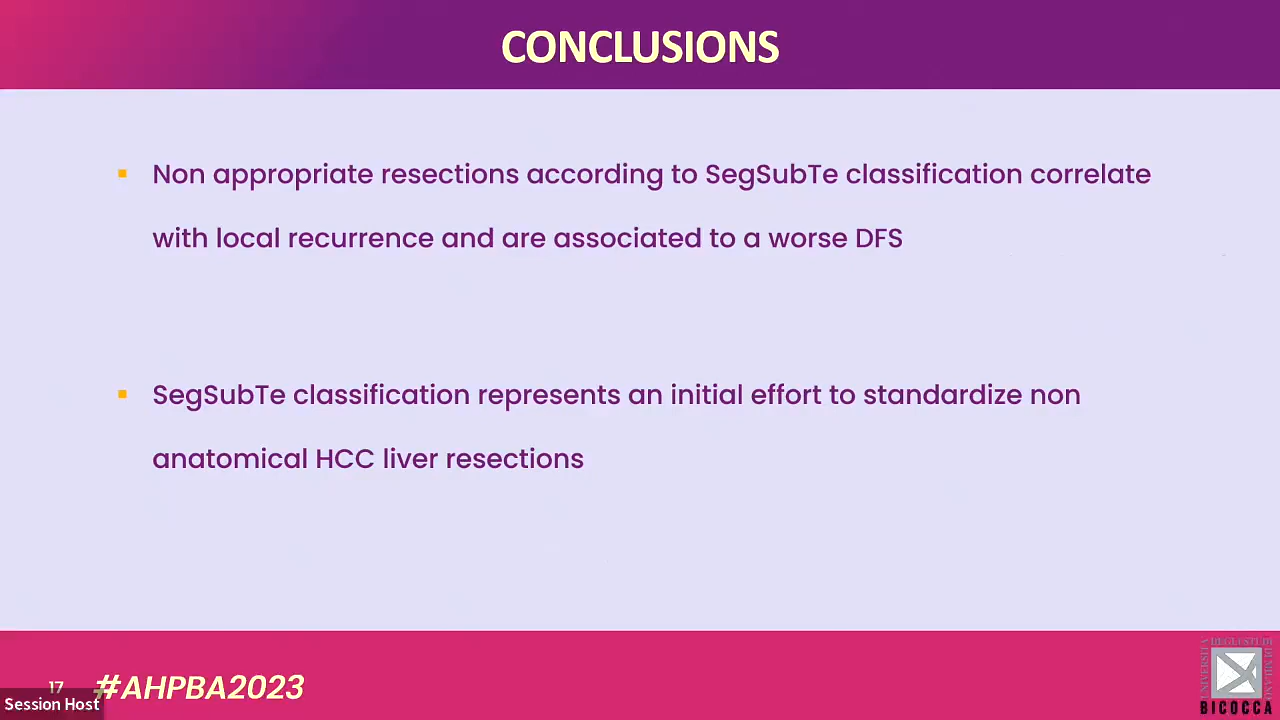 CONCLUSIONS
Non appropriate resections according to SegSubTe classification correlate
with local recurrence and are associated to a worse DFS
SegSubTe classification represents an initial effort to standardize non
anatomical HCC liver resections
17
#AHPBA2023
Session Host
BICOCCA